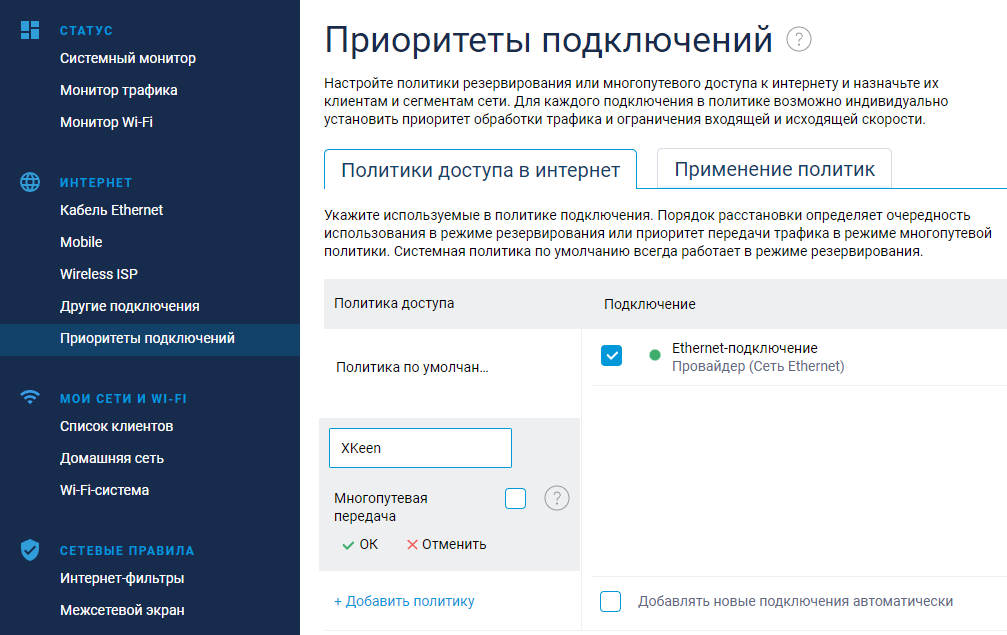 СТАТУС
Системный монитор
Монитор трафика
Монитор Wi-Fi
ИНТЕРНЕТ
Кабель Ethernet
Mobile
Wireless ISP
Другие подключения
Приоритеты подключений
МОИ СЕТИ И WI-FI
Список клиентов
Домашняя сеть
Wi-Fi-система
СЕТЕВЫЕ ПРАВИЛА
Интернет-фильтры
Межсетевой экран
Приоритеты подключений ?
Настройте политики резервирования или многопутевого доступа к интернету и назначьте их
клиентам и сегментам сети. Для каждого подключения в политике возможно индивидуально
установить приоритет обработки трафика и ограничения входящей и исходящей скорости.
Политики доступа в интернет
Применение политик
Укажите используемые в политике подключения. Порядок расстановки определяет очередность
использования в режиме резервирования или приоритет передачи трафика в режиме многопутевой
политики. Системная политика по умолчанию всегда работает в режиме резервирования.
Политика доступа
Подключение
Политика по умолчан...
Ethernet-подключение
Провайдер (Сеть Ethernet)
XKeen
Многопутевая
передача
?
ОК
Отменить
+ Добавить политику
Добавлять новые подключения автоматически